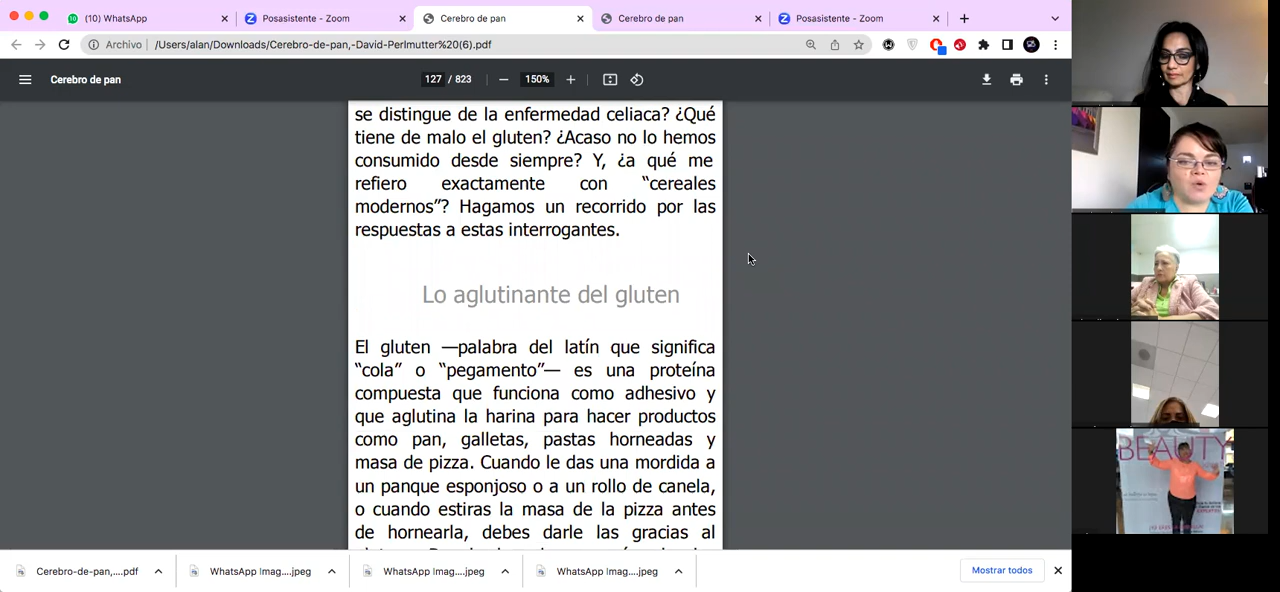 (10) WhatsApp
Posasistente - Zoom
Cerebro de pan
Cerebro de pan
Posasistente - Zoom
Archivo
/Users/alan/Downloads/Cerebro-de-pan,-David-Perlmutter%20(6).pdf
Cerebro de pan
127 / 823
150%
se distingue de la enfermedad celiaca? ¿Qué
tiene de malo el gluten? ¿Acaso no lo hemos
consumido desde siempre? Y, ¿a qué me
refiero exactamente con “cereales
modernos”? Hagamos un recorrido por las
respuestas a estas interrogantes.
Lo aglutinante del gluten
El gluten —palabra del latín que significa
“cola” o “pegamento”— es una proteína
compuesta que funciona como adhesivo y
que aglutina la harina para hacer productos
como pan, galletas, pastas horneadas y
masa de pizza. Cuando le das una mordida a
un panque esponjoso o a un rollo de canela,
o cuando estiras la masa de la pizza antes
de hornearla, debes darle las gracias al
Cerebro-de-pan,....pdf
WhatsApp Imag....jpeg
WhatsApp Imag....jpeg
WhatsApp Imag....jpeg
Mostrar todos
BEAUTY